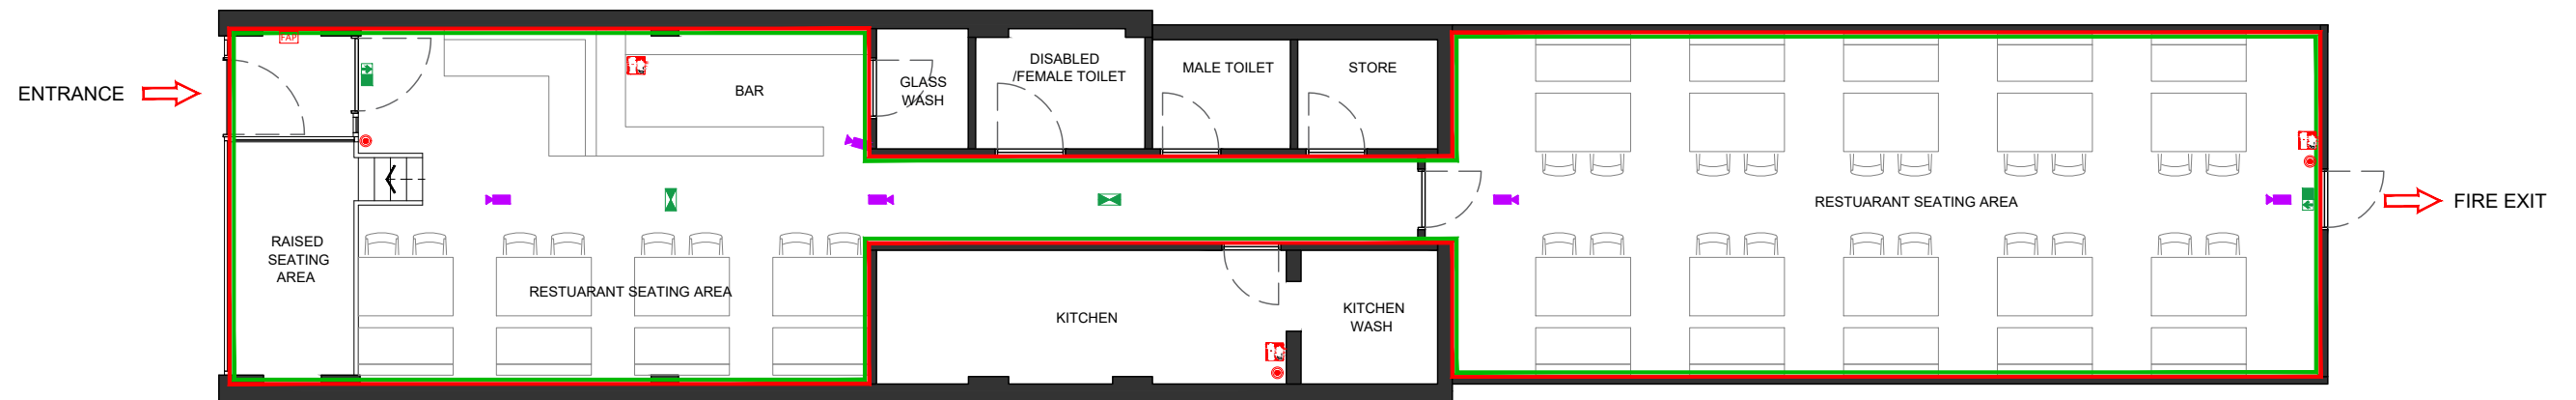 ENTRANCE
FAP
BAR
GLASS
WASH
DISABLED
/FEMALE TOILET
MALE TOILET
STORE
RAISED
SEATING
AREA
RESTUARANT SEATING AREA
KITCHEN
KITCHEN
WASH
RESTUARANT SEATING AREA
FIRE EXIT